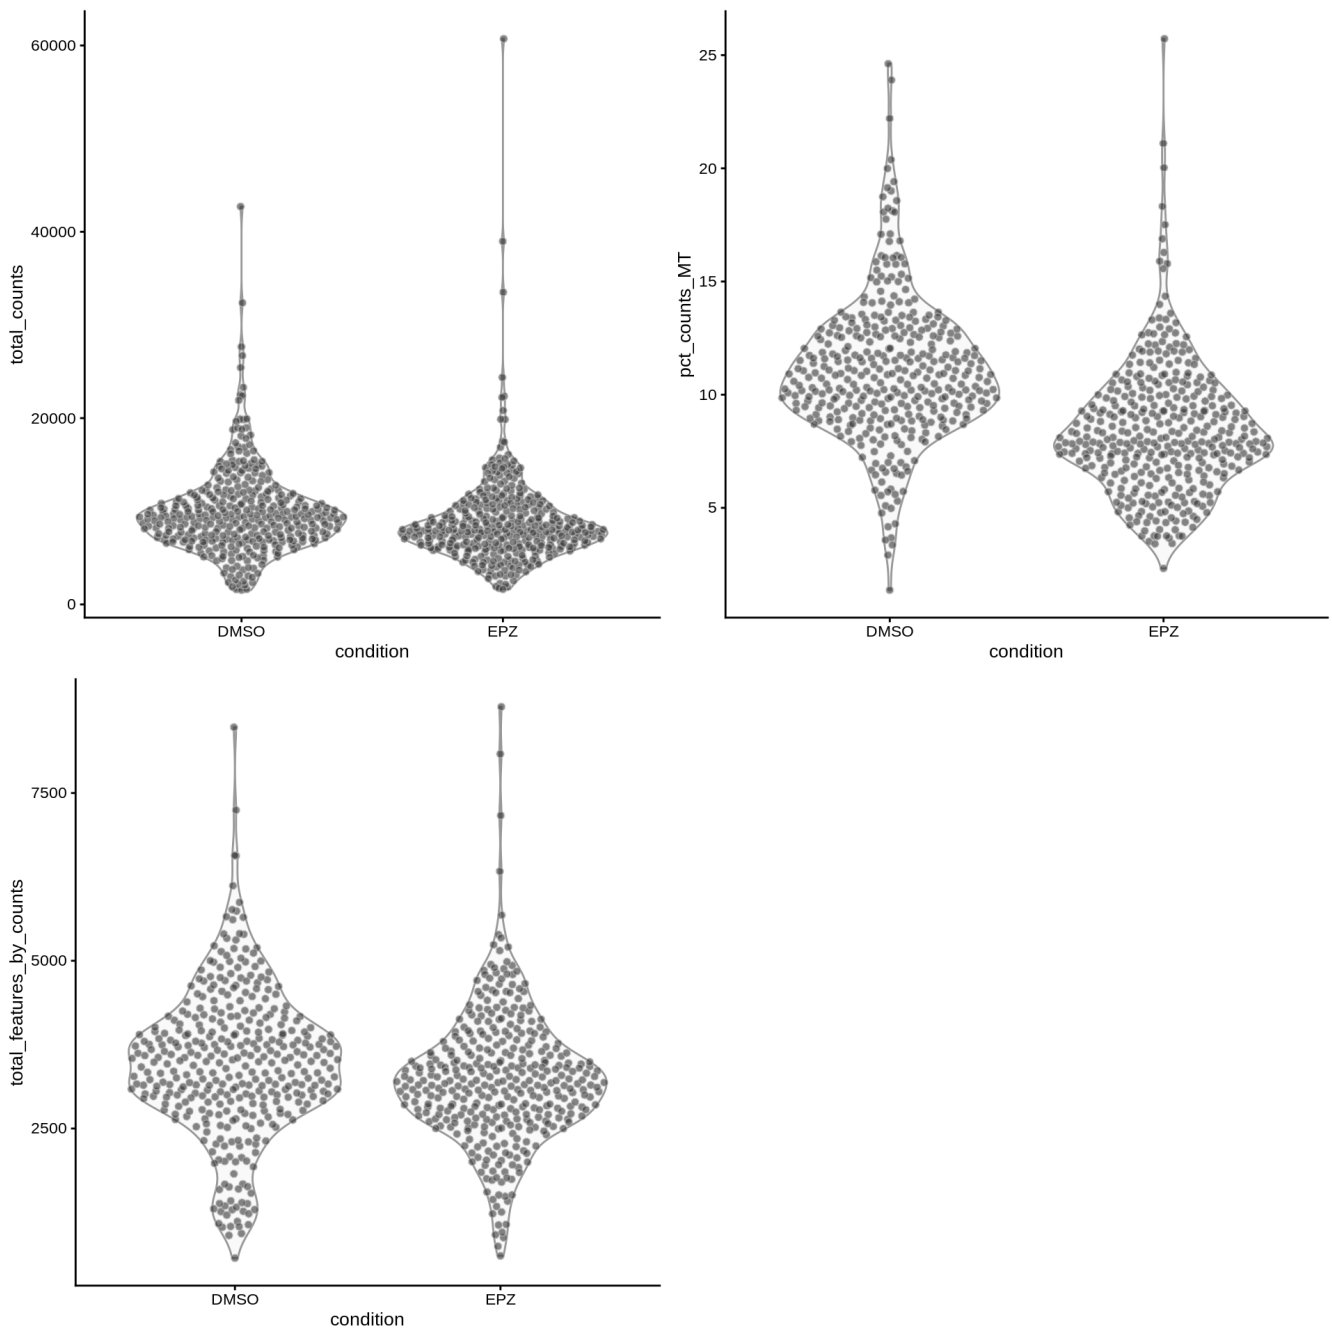 total_counts
60000
40000
20000
0
DMSO
EPZ
condition
pct_counts_MT
25
20
15
10
5
DMSO
EPZ
condition
total_features_by_counts
7500
5000
2500
DMSO
EPZ
condition